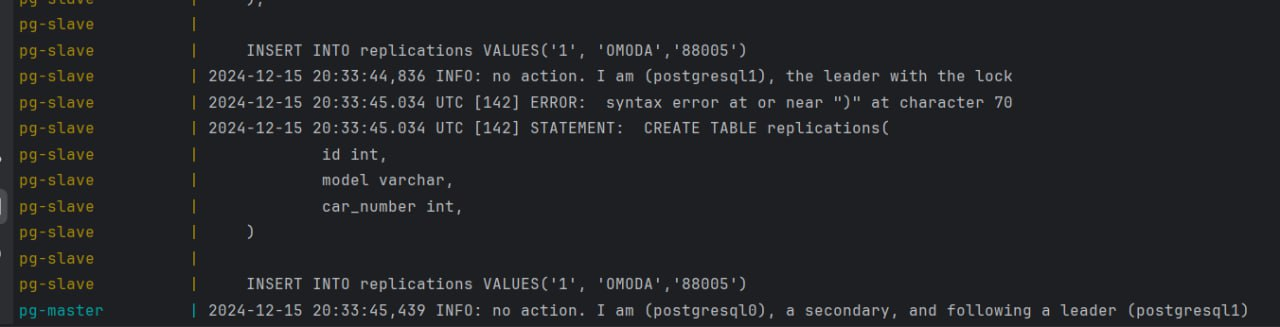 pg-slave | );
pg-slave |
pg-slave | INSERT INTO replications VALUES('1', 'OMODA','88005')
pg-slave | 2024-12-15 20:33:44,836 INFO: no action. I am (postgresql1), the leader with the lock
pg-slave | 2024-12-15 20:33:45.034 UTC [142] ERROR:  syntax error at or near ")" at character 70
pg-slave | 2024-12-15 20:33:45.034 UTC [142] STATEMENT:  CREATE TABLE replications(
pg-slave | id int,
pg-slave | model varchar,
pg-slave | car_number int,
pg-slave | )
pg-slave |
pg-slave | INSERT INTO replications VALUES('1', 'OMODA','88005')
pg-master | 2024-12-15 20:33:45,439 INFO: no action. I am (postgresql0), a secondary, and following a leader (postgresql1)